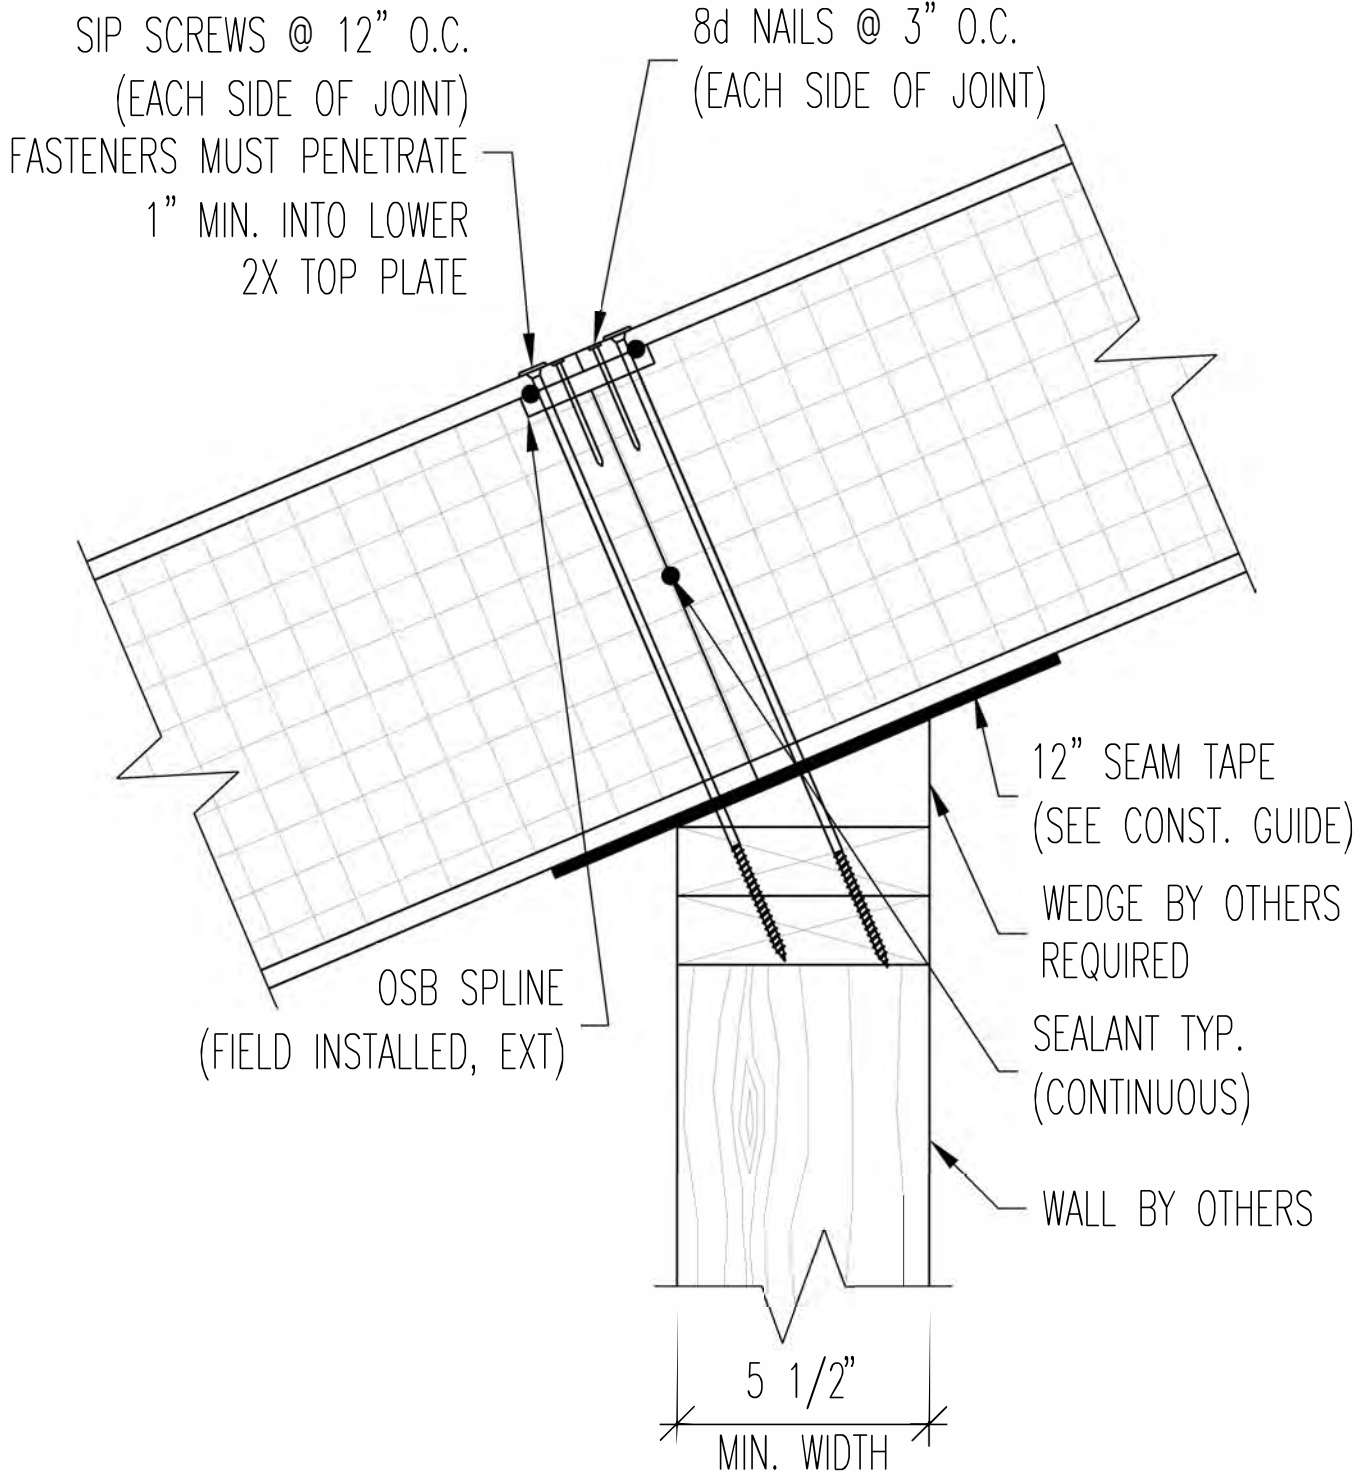 SIP SCREWS @ 12” O.C.
(EACH SIDE OF JOINT)
FASTENERS MUST PENETRATE
1” MIN. INTO LOWER
2X TOP PLATE
8d NAILS @ 3” O.C.
(EACH SIDE OF JOINT)
12” SEAM TAPE
(SEE CONST. GUIDE)
WEDGE BY OTHERS
REQUIRED
OSB SPLINE
(FIELD INSTALLED, EXT)
SEALANT TYP.
(CONTINUOUS)
WALL BY OTHERS
5 1/2”
MIN. WIDTH